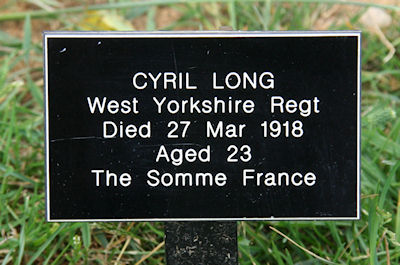 CYRIL LONG
West Yorkshire Regt
Died 27 Mar 1918
Aged 23
The Somme France